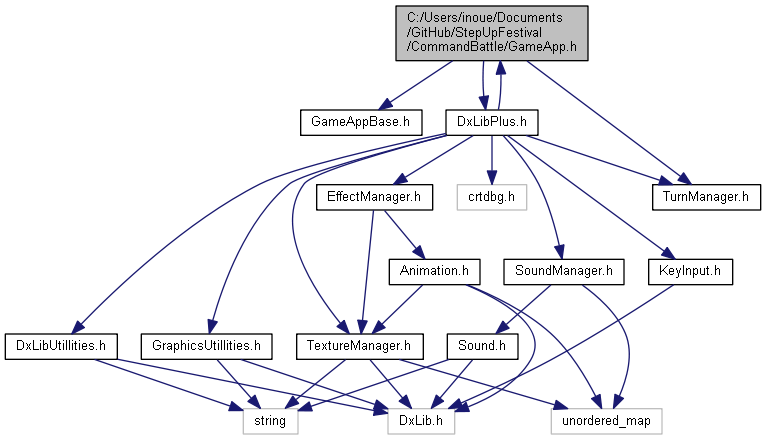 C:/Users/inoue/Documents
/GitHub/StepUpFestival
/CommandBattle/GameApp.h
GameAppBase.h
DxLibPlus.h
EffectManager.h
crtdbg.h
TurnManager.h
Animation.h
SoundManager.h
KeyInput.h
DxLibUtillities.h
GraphicsUtillities.h
TextureManager.h
Sound.h
string
DxLib.h
unordered_map